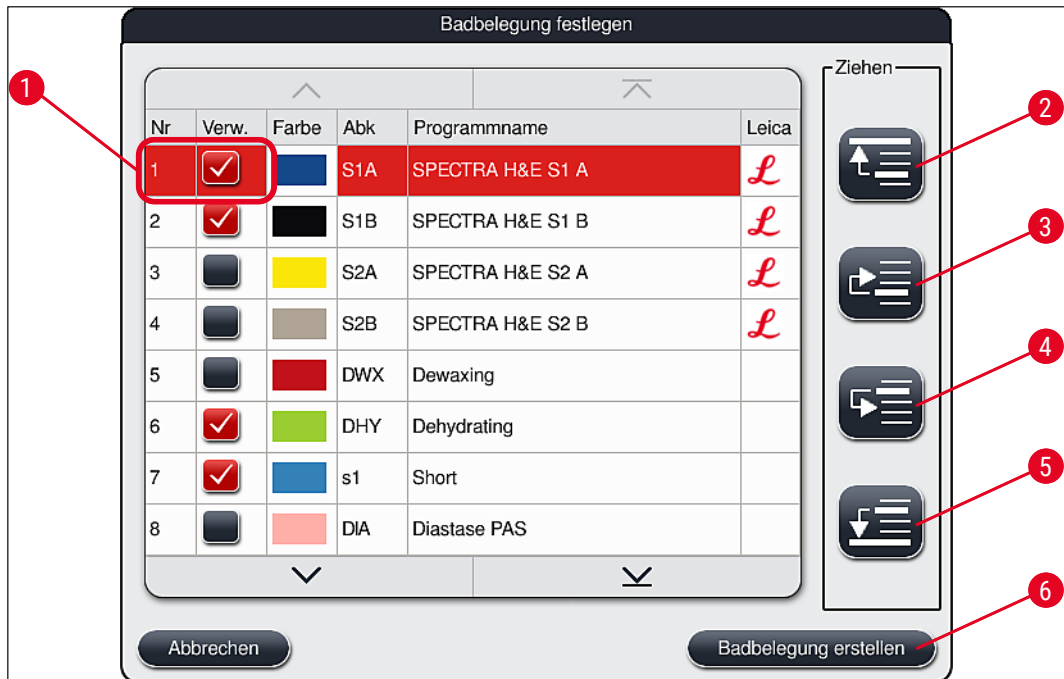 Badbelegung festlegen
Ziehen
1
2
Nr Verw. Farbe Abk Programmname Leica
1 S1A SPECTRA H&E S1 A L
2 S1B SPECTRA H&E S1 B L
3
3 S2A SPECTRA H&E S2 A L
4 S2B SPECTRA H&E S2 B L
4
5 DWX Dewaxing
6 DHY Dehydrating
5
7 s1 Short
8 DIA Diastase PAS
6
Abbrechen Badbelegung erstellen